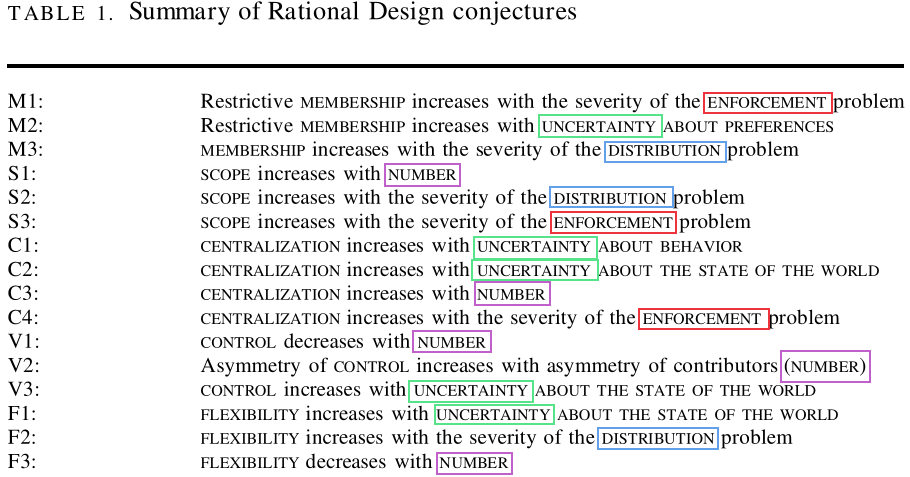 TABLE 1. Summary of Rational Design conjectures
M1: Restrictive MEMBERSHIP increases with the severity of the ENFORCEMENT problem
M2: Restrictive MEMBERSHIP increases with UNCERTAINTY ABOUT PREFERENCES
M3: MEMBERSHIP increases with the severity of the DISTRIBUTION problem
S1: SCOPE increases with NUMBER
S2: SCOPE increases with the severity of the DISTRIBUTION problem
S3: SCOPE increases with the severity of the ENFORCEMENT problem
C1: CENTRALIZATION increases with UNCERTAINTY ABOUT BEHAVIOR
C2: CENTRALIZATION increases with UNCERTAINTY ABOUT THE STATE OF THE WORLD
C3: CENTRALIZATION increases with NUMBER
C4: CENTRALIZATION increases with the severity of the ENFORCEMENT problem
V1: CONTROL decreases with NUMBER
V2: Asymmetry of CONTROL increases with asymmetry of contributors (NUMBER)
V3: CONTROL increases with UNCERTAINTY ABOUT THE STATE OF THE WORLD
F1: FLEXIBILITY increases with UNCERTAINTY ABOUT THE STATE OF THE WORLD
F2: FLEXIBILITY increases with the severity of the DISTRIBUTION problem
F3: FLEXIBILITY decreases with NUMBER